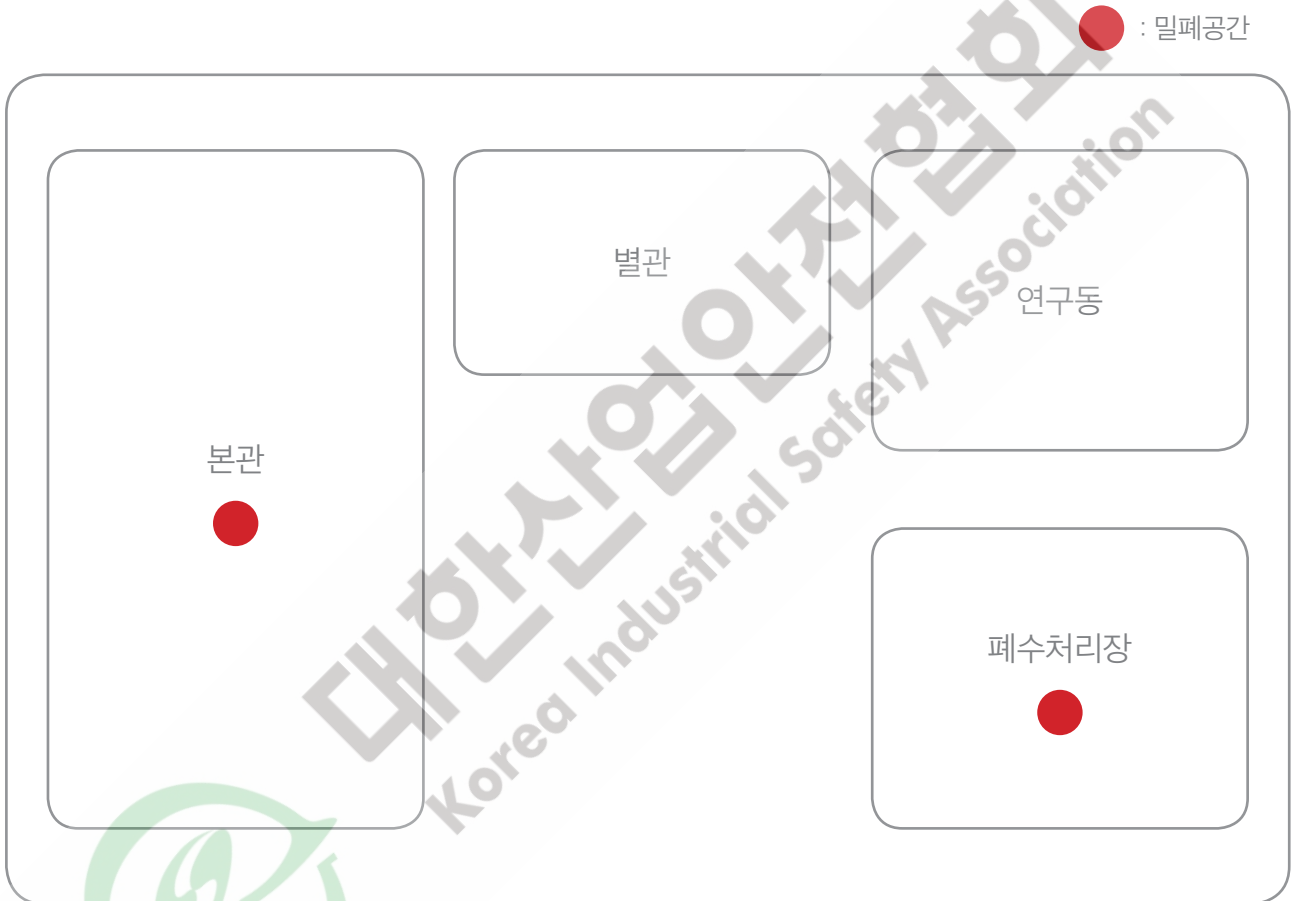 : 밀폐공간
별관
연구동
본관
폐수처리장
대한산업안전협회
Korea Industrial Safety Association